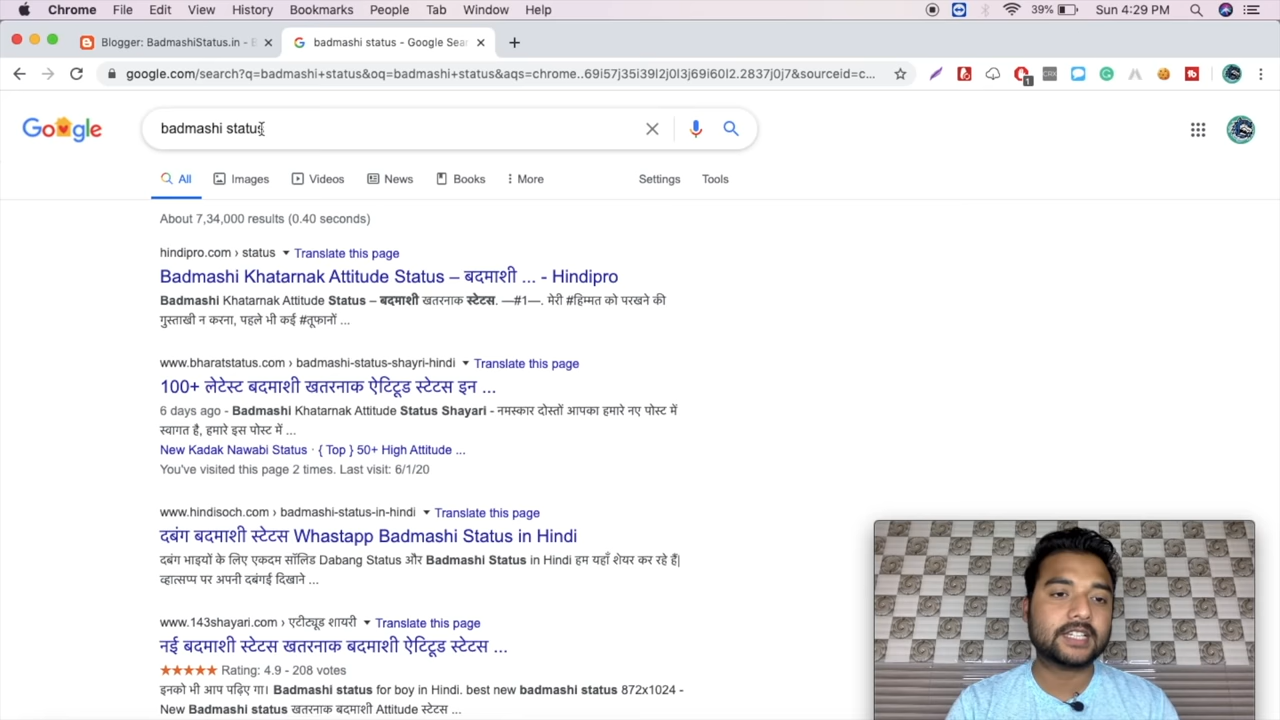 Chrome File Edit View History Bookmarks People Tab Window Help 39% Sun 4:29 PM
Blogger: BadmashiStatus.in - badmashi status - Google Sear
google.com/search?q=badmashi+status&oq=badmashi+status&aqs=chrome..69i57j35i39l2j0l3j69i60l2.2837j0j7&sourceid=c...
Google badmashi status
All Images Videos News Books More Settings Tools
About 7,34,000 results (0.40 seconds)
hindipro.com › status Translate this page
Badmashi Khatarnak Attitude Status – बदमाशी ... - Hindipro
Badmashi Khatarnak Attitude Status – बदमाशी खतरनाक स्टेटस. —#1—. मेरी #हिम्मत को परखने की
गुस्ताखी न करना, पहले भी कई #तूफानों ...
www.bharatstatus.com › badmashi-status-shayri-hindi Translate this page
100+ लेटेस्ट बदमाशी खतरनाक ऐटिटूड स्टेटस इन ...
6 days ago - Badmashi Khatarnak Attitude Status Shayari - नमस्कार दोस्तों आपका हमारे नए पोस्ट में
स्वागत है, हमारे इस पोस्ट में ...
New Kadak Nawabi Status · { Top } 50+ High Attitude ...
You've visited this page 2 times. Last visit: 6/1/20
www.hindisoch.com › badmashi-status-in-hindi Translate this page
दबंग बदमाशी स्टेटस Whastapp Badmashi Status in Hindi
दबंग भाइयों के लिए एकदम सॉलिड Dabang Status और Badmashi Status in Hindi हम यहाँ शेयर कर रहे हैं|
व्हात्सप्प पर अपनी दबंगई दिखाने ...
www.143shayari.com › एटीट्यूड शायरी Translate this page
नई बदमाशी स्टेटस खतरनाक बदमाशी ऐटिटूड स्टेटस ...
Rating: 4.9 - 208 votes
इनको भी आप पढ़िए गा। Badmashi status for boy in Hindi. best new badmashi status 872x1024 -
New Badmashi status खतरनाक बदमाशी Attitude स्टेटस ...